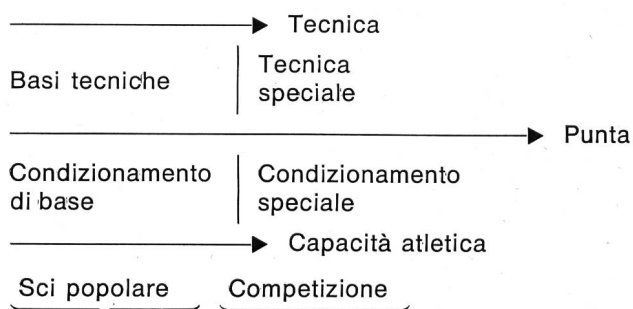 Tecnica
Basi tecniche
Tecnica
speciale
Punta
Condizionamento
di base
Condizionamento
speciale
Capacità atletica
Sci popolare
Competizione